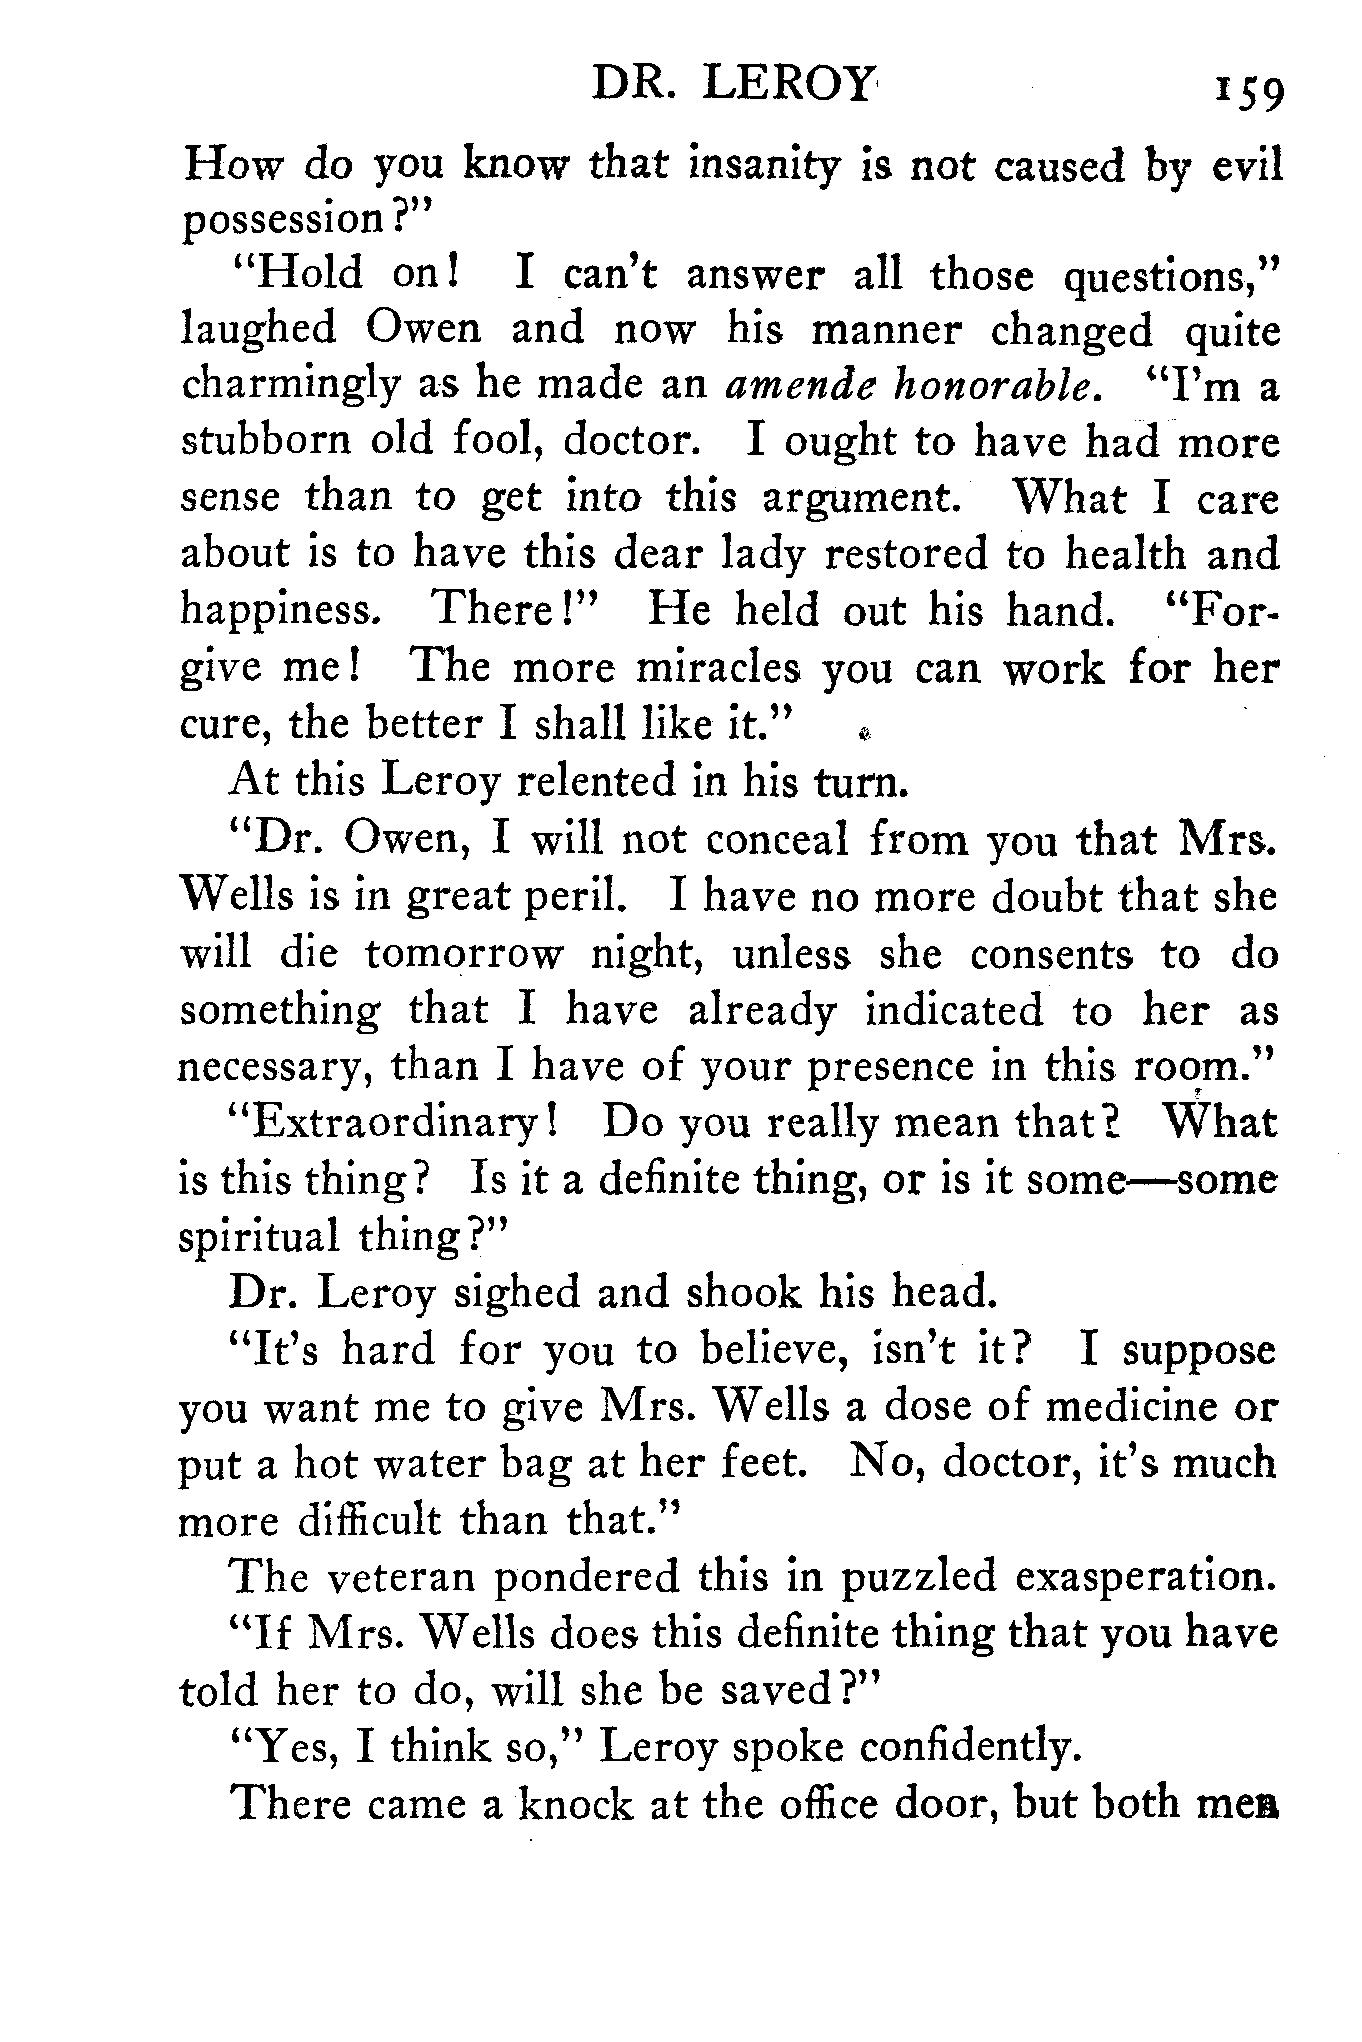 DR. LEROY 159
How do you know that insanity is not caused by evil
possession?"
"Hold on! I can't answer all those questions,"
laughed Owen and now his manner changed quite
charmingly as he made an amende honorable. "I'm a
stubborn old fool, doctor. I ought to have had more
sense than to get into this argument. What I care
about is to have this dear lady restored to health and
happiness. There!" He held out his hand. "For-
give me! The more miracles you can work for her
cure, the better I shall like it."
At this Leroy relented in his turn.
"Dr. Owen, I will not conceal from you that Mrs.
Wells is in great peril. I have no more doubt that she
will die tomorrow night, unless she consents to do
something that I have already indicated to her as
necessary, than I have of your presence in this room."
"Extraordinary! Do you really mean that? What
is this thing? Is it a definite thing, or is it some—some
spiritual thing?"
Dr. Leroy sighed and shook his head.
"It's hard for you to believe, isn't it? I suppose
you want me to give Mrs. Wells a dose of medicine or
put a hot water bag at her feet. No, doctor, it's much
more difficult than that."
The veteran pondered this in puzzled exasperation.
"If Mrs. Wells does this definite thing that you have
told her to do, will she be saved?"
"Yes, I think so," Leroy spoke confidently.
There came a knock at the office door, but both men